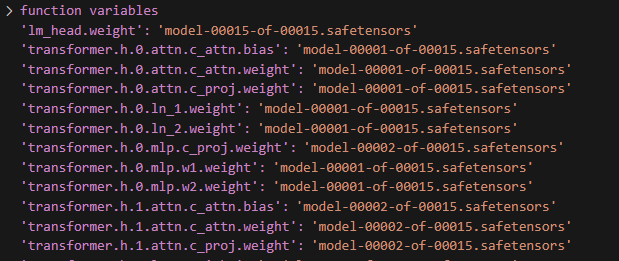 function variables
'lm_head.weight': 'model-00015-of-00015.safetensors'
'transformer.h.0.attn.c_attn.bias': 'model-00001-of-00015.safetensors'
'transformer.h.0.attn.c_attn.weight': 'model-00001-of-00015.safetensors'
'transformer.h.0.attn.c_proj.weight': 'model-00001-of-00015.safetensors'
'transformer.h.0.ln_1.weight': 'model-00001-of-00015.safetensors'
'transformer.h.0.ln_2.weight': 'model-00001-of-00015.safetensors'
'transformer.h.0.mlp.c_proj.weight': 'model-00002-of-00015.safetensors'
'transformer.h.0.mlp.w1.weight': 'model-00001-of-00015.safetensors'
'transformer.h.0.mlp.w2.weight': 'model-00001-of-00015.safetensors'
'transformer.h.1.attn.c_attn.bias': 'model-00002-of-00015.safetensors'
'transformer.h.1.attn.c_attn.weight': 'model-00002-of-00015.safetensors'
'transformer.h.1.attn.c_proj.weight': 'model-00002-of-00015.safetensors'